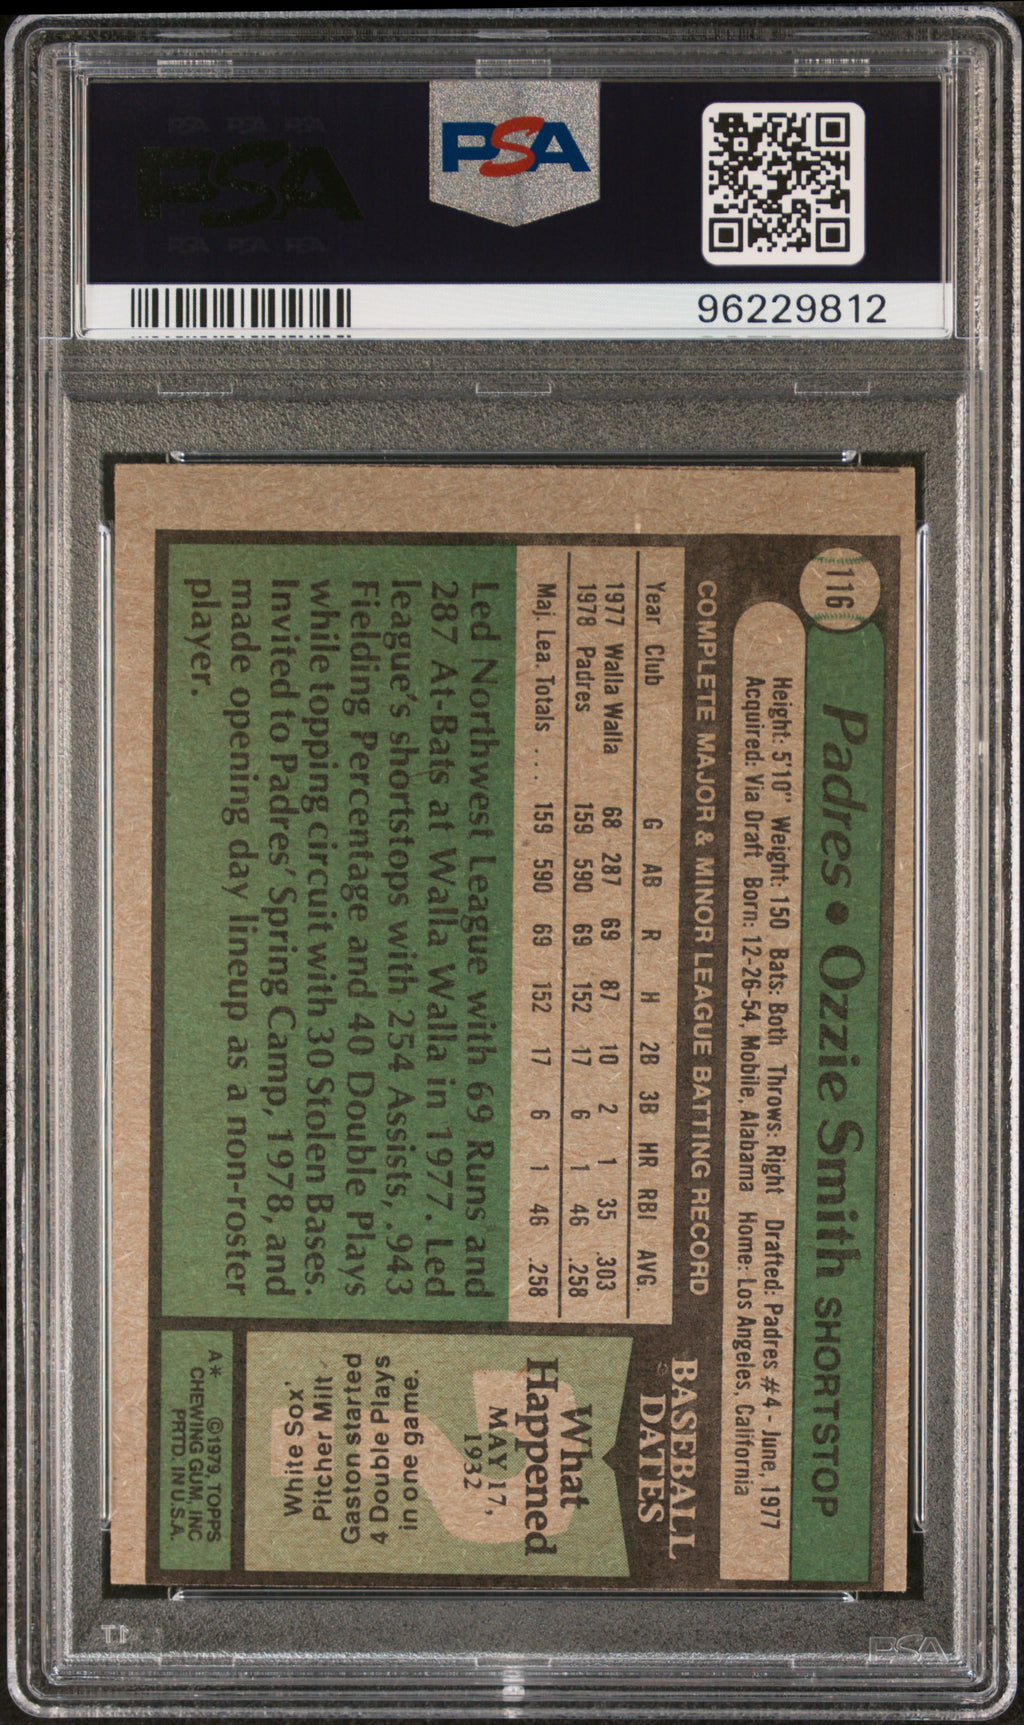 PSA PSA PSA
PSA
PSA PSA PSA
PSA
96229812
116
Padres • Ozzie Smith SHORTSTOP
Height: 5'10" Weight: 150 Bats: Both Throws: Right Drafted: Padres #4 - June, 1977
Acquired: Via Draft Born: 12-26-54, Mobile, Alabama Home: Los Angeles, California
COMPLETE MAJOR & MINOR LEAGUE BATTING RECORD
Year Club G AB R H 2B 3B HR RBI AVG.
1977 Walla Walla 68 287 69 87 10 2 1 35 .303
1978 Padres 159 590 69 152 17 6 1 46 .258
Maj. Lea. Totals . . . 159 590 69 152 17 6 1 46 .258
Led Northwest League with 69 Runs and
287 At-Bats at Walla Walla in 1977. Led
league's shortstops with 254 Assists, .943
Fielding Percentage and 40 Double Plays
while topping circuit with 30 Stolen Bases.
Invited to Padres' Spring Camp, 1978, and
made opening day lineup as a non-roster
player.
BASEBALL
DATES
What
Happened
MAY 17,
1932
White Sox'
Pitcher Milt
Gaston started
4 Double Plays
in one game.
A* ©1979, TOPPS
CHEWING GUM, INC
PRTD. IN U.S.A.
PSA